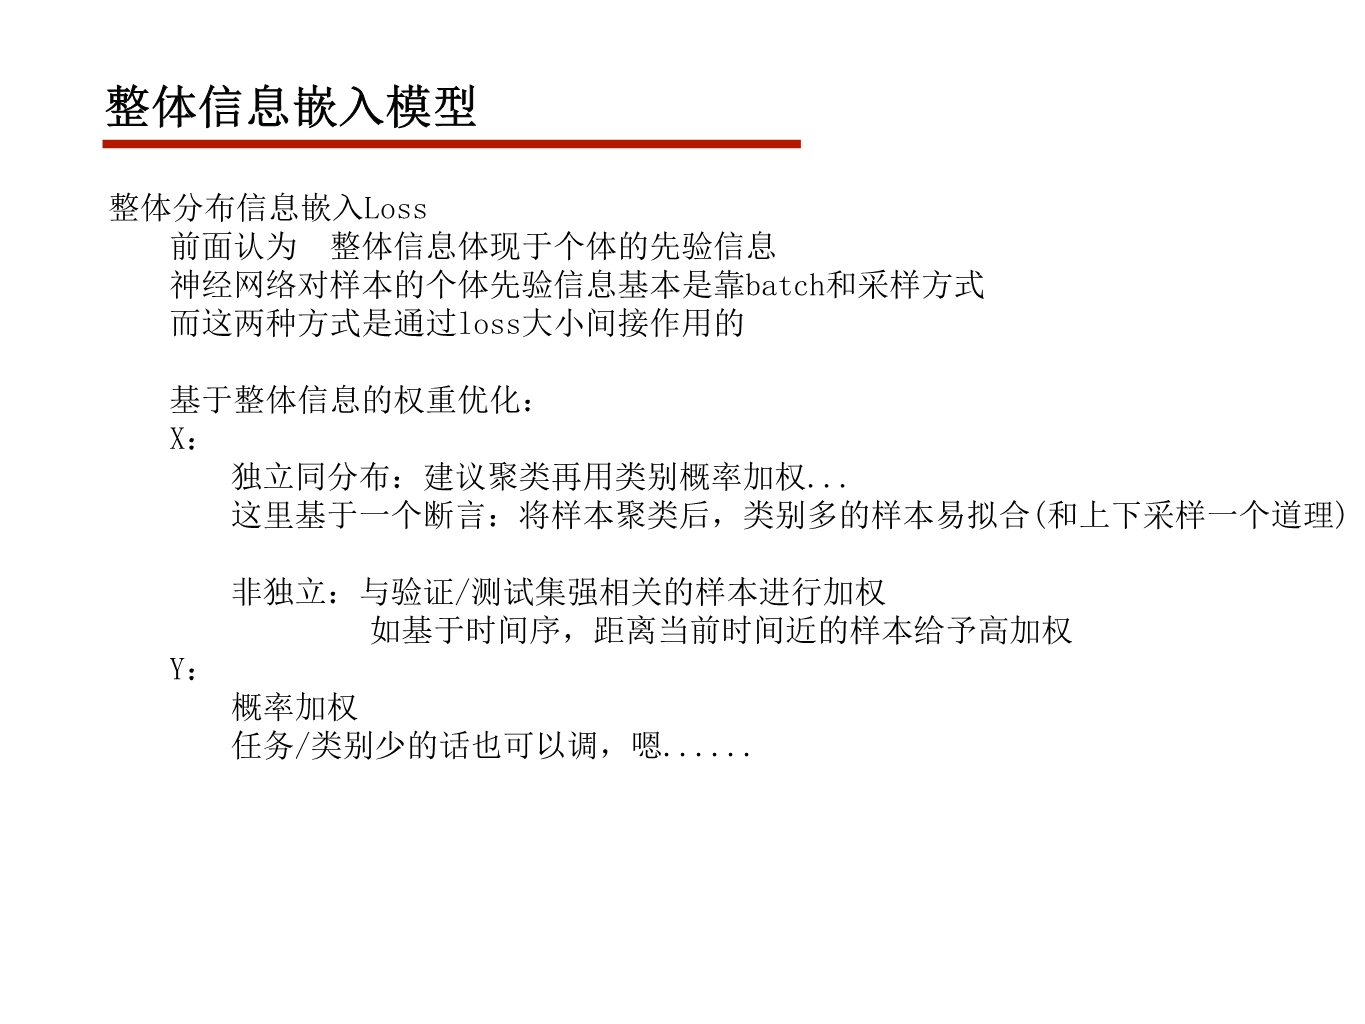 整体信息嵌入模型
整体分布信息嵌入Loss
前面认为　整体信息体现于个体的先验信息
神经网络对样本的个体先验信息基本是靠batch和采样方式
而这两种方式是通过loss大小间接作用的
基于整体信息的权重优化：
X：
独立同分布：建议聚类再用类别概率加权...
这里基于一个断言：将样本聚类后，类别多的样本易拟合(和上下采样一个道理)
非独立：与验证/测试集强相关的样本进行加权
如基于时间序，距离当前时间近的样本给予高加权
Y：
概率加权
任务/类别少的话也可以调，嗯......